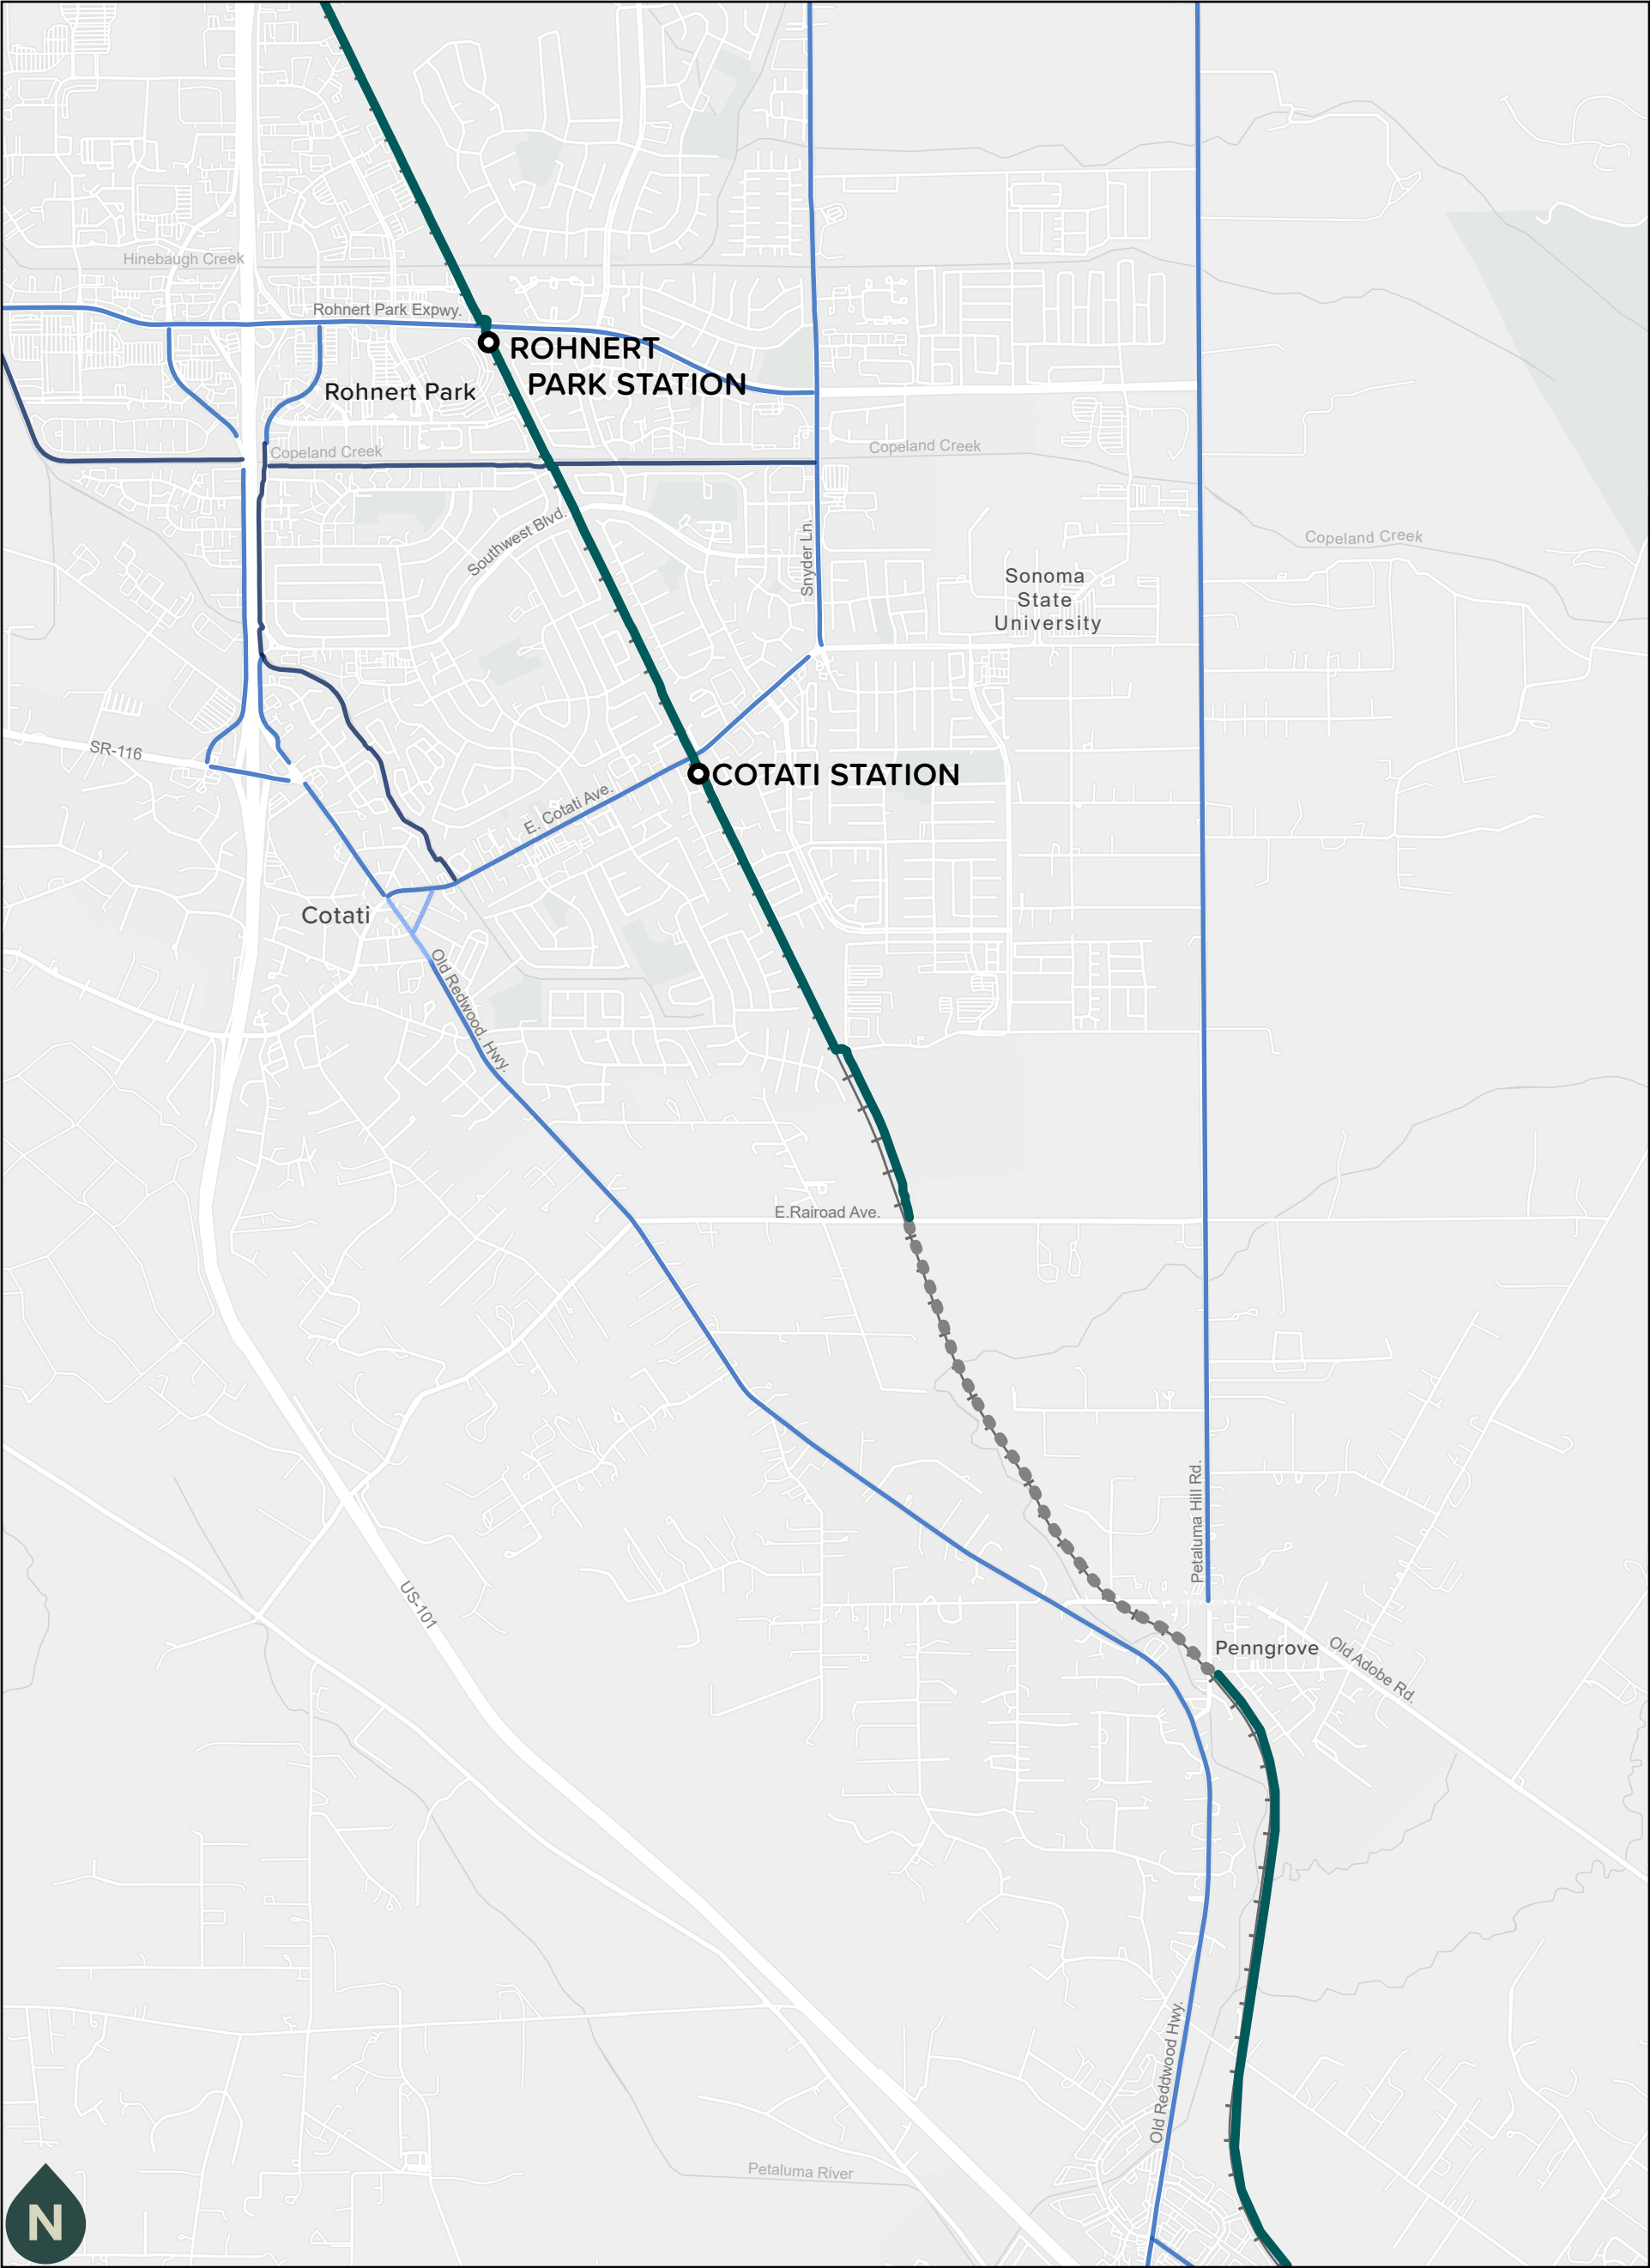 Hinebaugh Creek
Rohnert Park Expwy.
ROHNERT
PARK STATION
Rohnert Park
Copeland Creek
Copeland Creek
Southwest Blvd.
Snyder Ln.
Copeland Creek
Sonoma
State
University
SR-116
COTATI STATION
E. Cotati Ave.
Cotati
Old Redwood. Hwy.
E.Rairoad Ave.
Petaluma Hill Rd.
US-101
Penngrove
Old Adobe Rd.
Old Reddwood Hwy.
Petaluma River
N